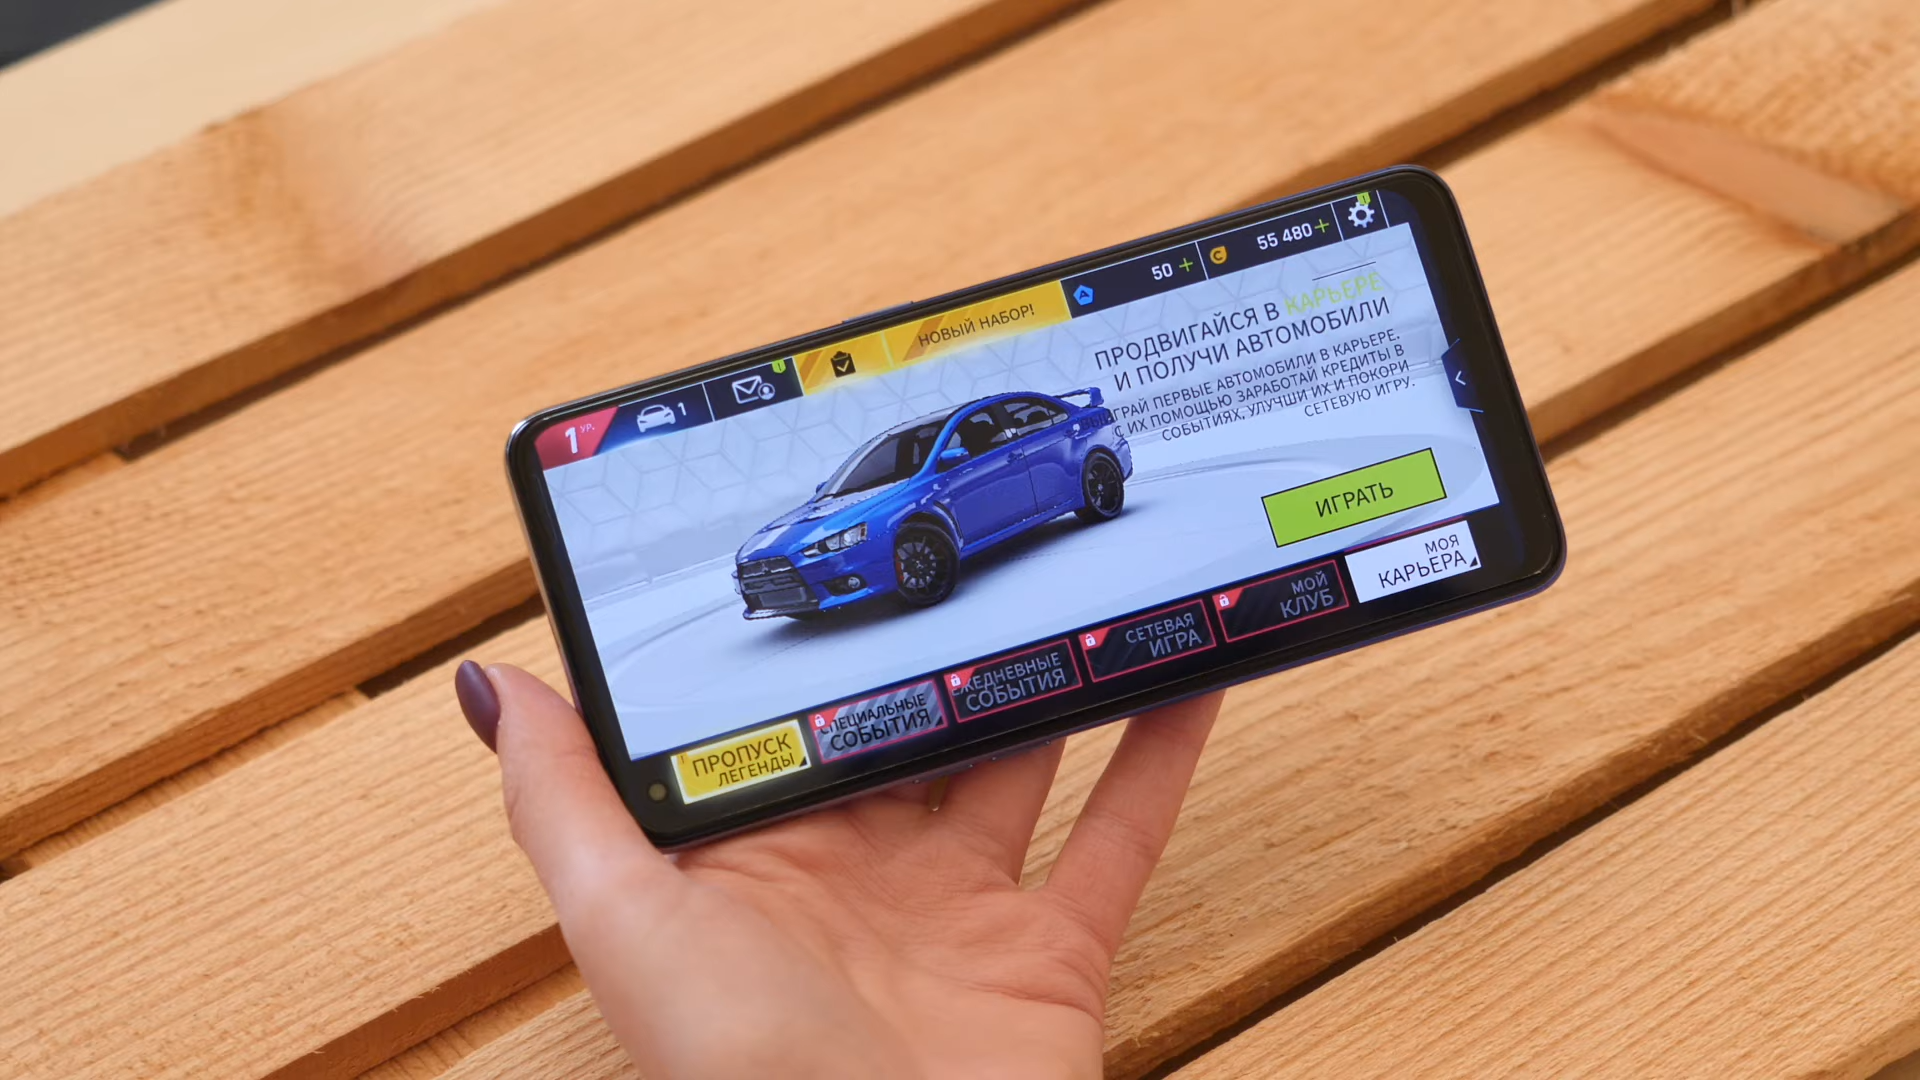 1 УР.
1
НОВЫЙ НАБОР!
50 +
55 480 +
ПРОДВИГАЙСЯ В КАРЬЕРЕ
И ПОЛУЧИ АВТОМОБИЛИ
ВЫИГРАЙ ПЕРВЫЕ АВТОМОБИЛИ В КАРЬЕРЕ.
С ИХ ПОМОЩЬЮ ЗАРАБОТАЙ КРЕДИТЫ В
СОБЫТИЯХ, УЛУЧШИ ИХ И ПОКОРИ
СЕТЕВУЮ ИГРУ.
ИГРАТЬ
ПРОПУСК
ЛЕГЕНДЫ
СПЕЦИАЛЬНЫЕ
СОБЫТИЯ
ЕЖЕДНЕВНЫЕ
СОБЫТИЯ
СЕТЕВАЯ
ИГРА
МОЙ
КЛУБ
МОЯ
КАРЬЕРА